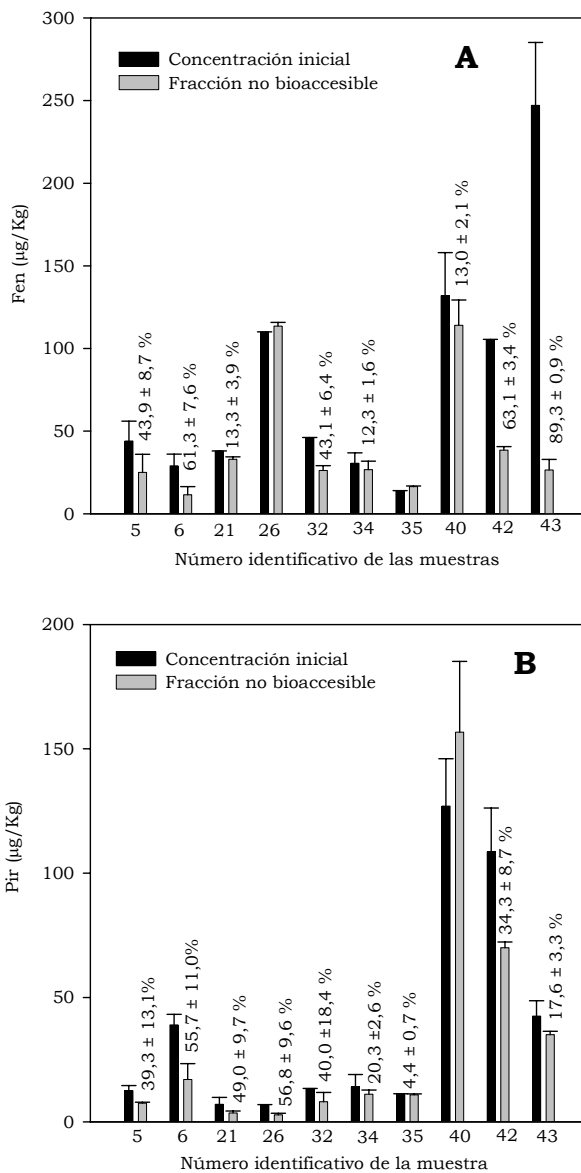 300
Concentración inicial
A
Fracción no bioaccesible
250
200
150
100
50
0
Fen (µg/Kg)
43,9 ± 8,7 %
61,3 ± 7,6 %
13,3 ± 3,9 %
43,1 ± 6,4 %
12,3 ± 1,6 %
13,0 ± 2,1 %
63,1 ± 3,4 %
89,3 ± 0,9 %
5 6 21 26 32 34 35 40 42 43
Número identificativo de las muestras
200
Concentración inicial
B
Fracción no bioaccesible
150
100
50
0
Pir (µg/Kg)
39,3 ± 13,1%
55,7 ± 11,0%
49,0 ± 9,7 %
56,8 ± 9,6 %
40,0 ±18,4 %
20,3 ±2,6 %
4,4 ± 0,7 %
34,3 ± 8,7 %
17,6 ± 3,3 %
5 6 21 26 32 34 35 40 42 43
Número identificativo de la muestra